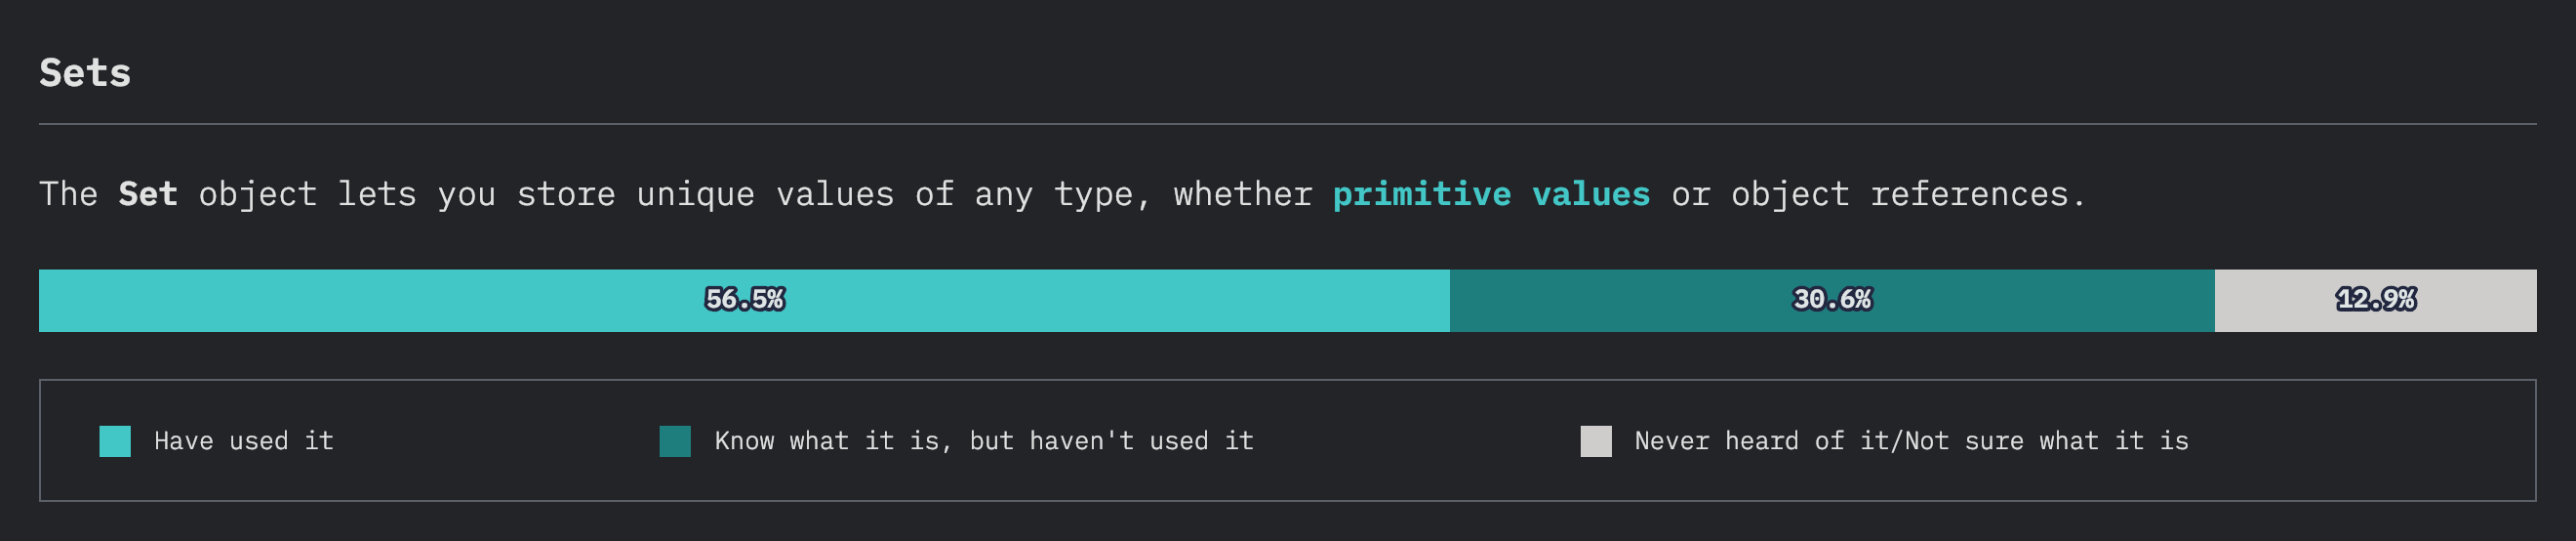 Sets
The Set object lets you store unique values of any type, whether primitive values or object references.
56.5% 30.6% 12.9%
Have used it Know what it is, but haven't used it Never heard of it/Not sure what it is